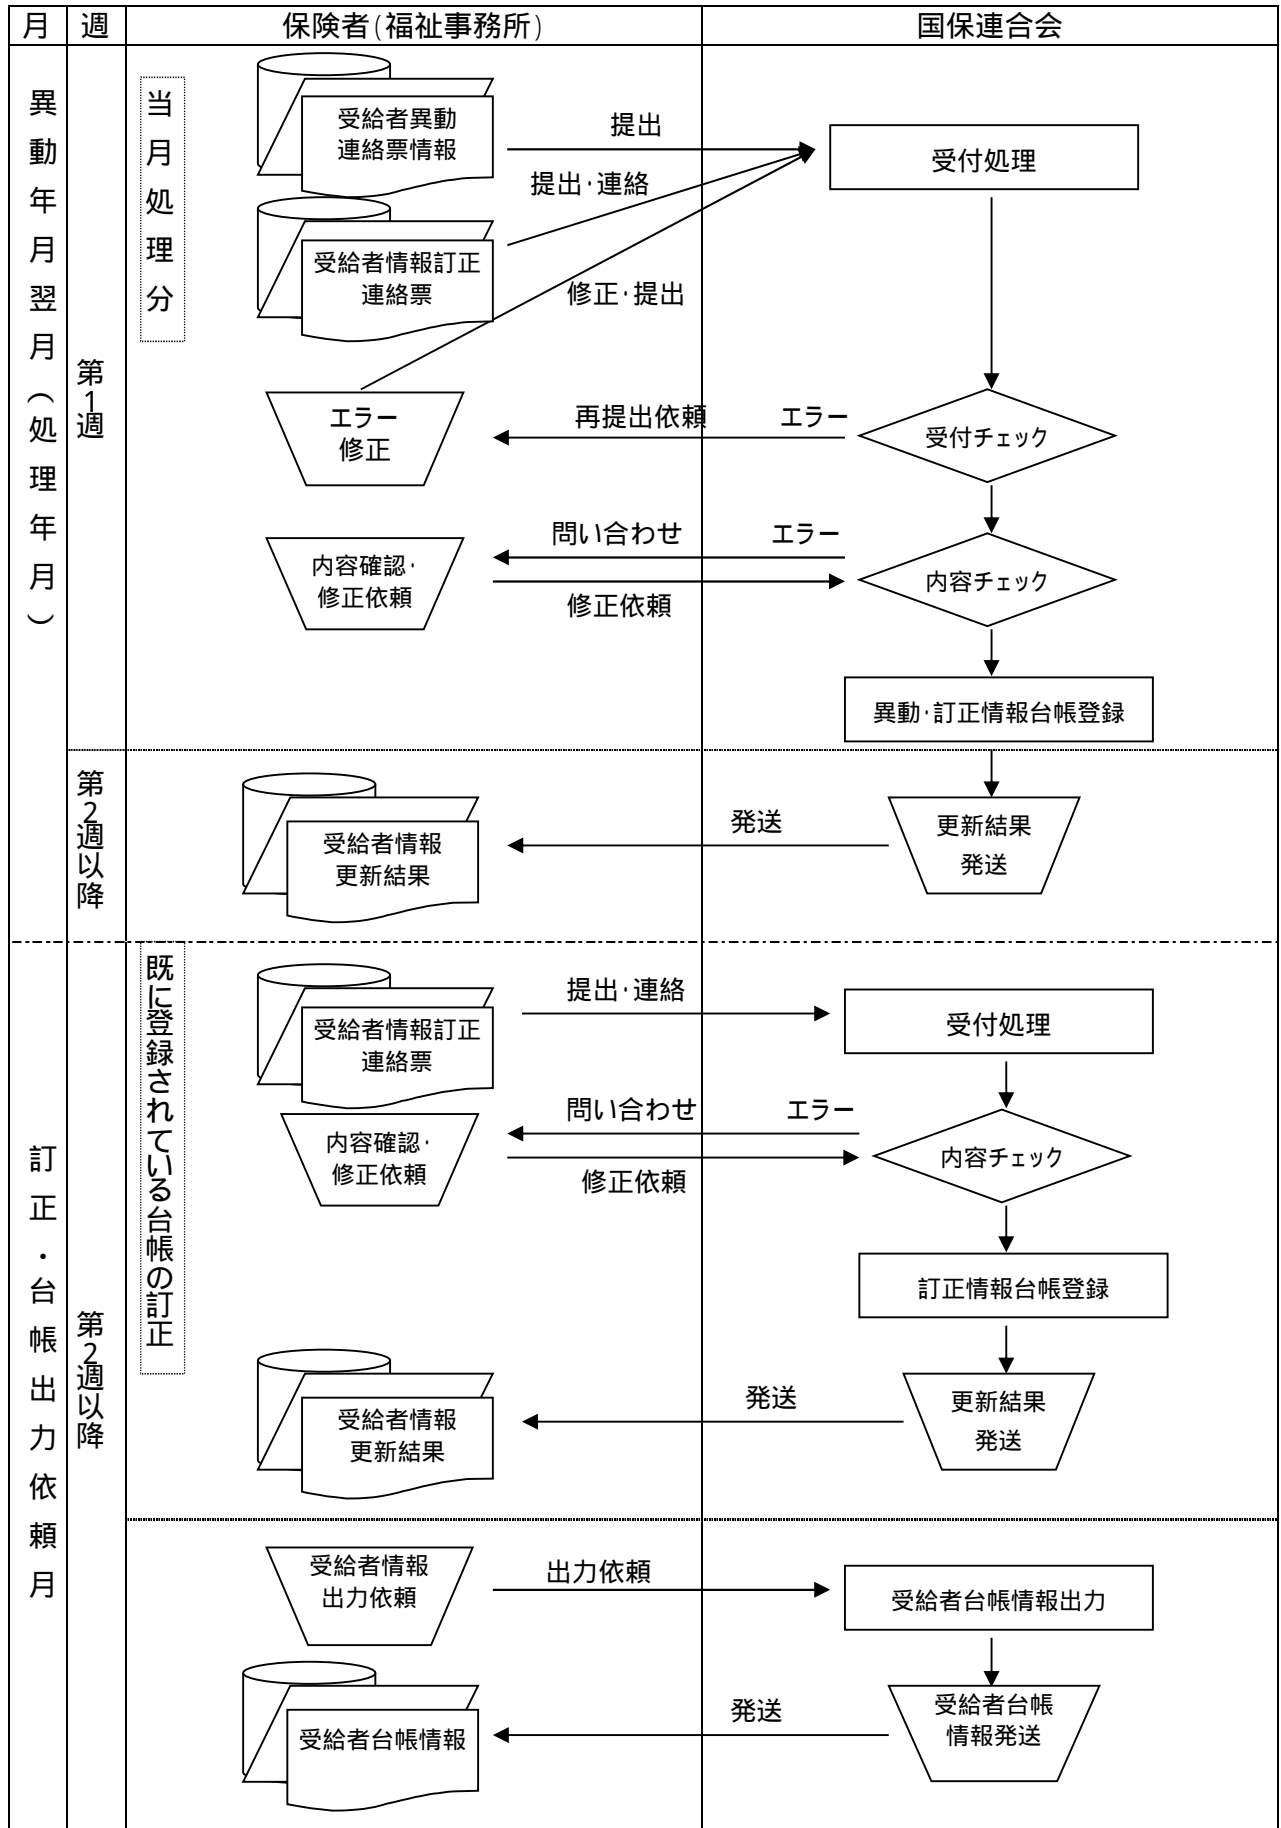 月 週 保険者(福祉事務所) 国保連合会
異動年月翌月(処理年月)
第1週
当月処理分
受給者異動
連絡票情報
提出
受付処理
提出・連絡
受給者情報訂正
連絡票
修正・提出
エラー
修正
再提出依頼
エラー
受付チェック
問い合わせ
エラー
内容確認・
修正依頼
修正依頼
内容チェック
異動・訂正情報台帳登録
第2週以降
受給者情報
更新結果
発送
更新結果
発送
訂正・台帳出力依頼月
第2週以降
既に登録されている台帳の訂正
受給者情報訂正
連絡票
提出・連絡
受付処理
問い合わせ
エラー
内容確認・
修正依頼
修正依頼
内容チェック
訂正情報台帳登録
受給者情報
更新結果
発送
更新結果
発送
受給者情報
出力依頼
出力依頼
受給者台帳情報出力
受給者台帳情報
発送
受給者台帳
情報発送